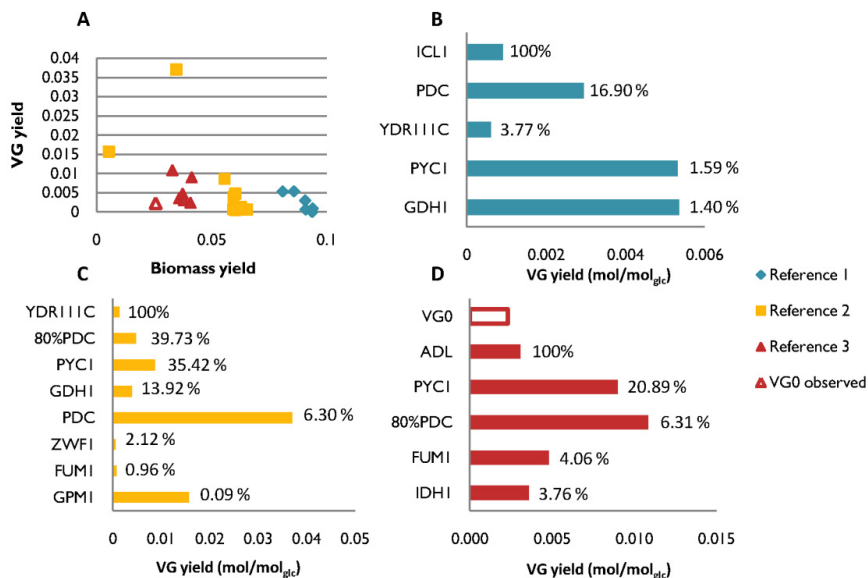 A
VG yield
0.04
0.035
0.03
0.025
0.02
0.015
0.01
0.005
0
0
0.05
0.1
Biomass yield
B
ICL1
100%
PDC
16.90 %
YDR111C
3.77 %
PYC1
1.59 %
GDH1
1.40 %
0
0.002
0.004
0.006
VG yield (mol/molglc)
C
YDR111C
100%
80%PDC
39.73 %
PYC1
35.42 %
GDH1
13.92 %
PDC
6.30 %
ZWF1
2.12 %
FUM1
0.96 %
GPM1
0.09 %
0
0.01
0.02
0.03
0.04
0.05
VG yield (mol/molglc)
D
VG0
ADL
100%
PYC1
20.89 %
80%PDC
6.31 %
FUM1
4.06 %
IDH1
3.76 %
0.000
0.005
0.010
0.015
VG yield (mol/molglc)
Reference 1
Reference 2
Reference 3
VG0 observed